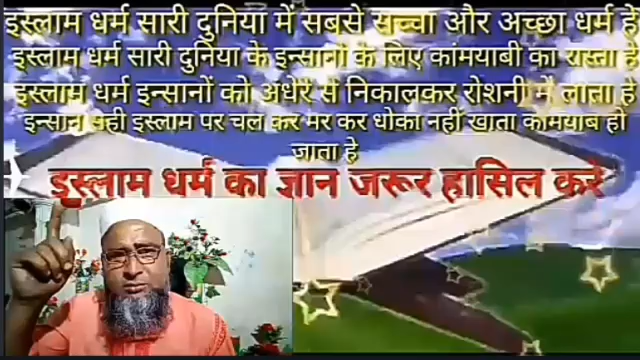 इस्लाम धर्म सारी दुनिया में सबसे सच्चा और अच्छा धर्म है
इस्लाम धर्म सारी दुनिया के इन्सानों के लिए कांमयाबी का रास्ता है
इस्लाम धर्म इन्सानों को अंधेरे से निकालकर रोशनी में लाता है
इन्सान सही इस्लाम पर चल कर मर कर धोका नहीं खाता कामयाब हो
जाता है
इस्लाम धर्म का ज्ञान जरूर हासिल करें